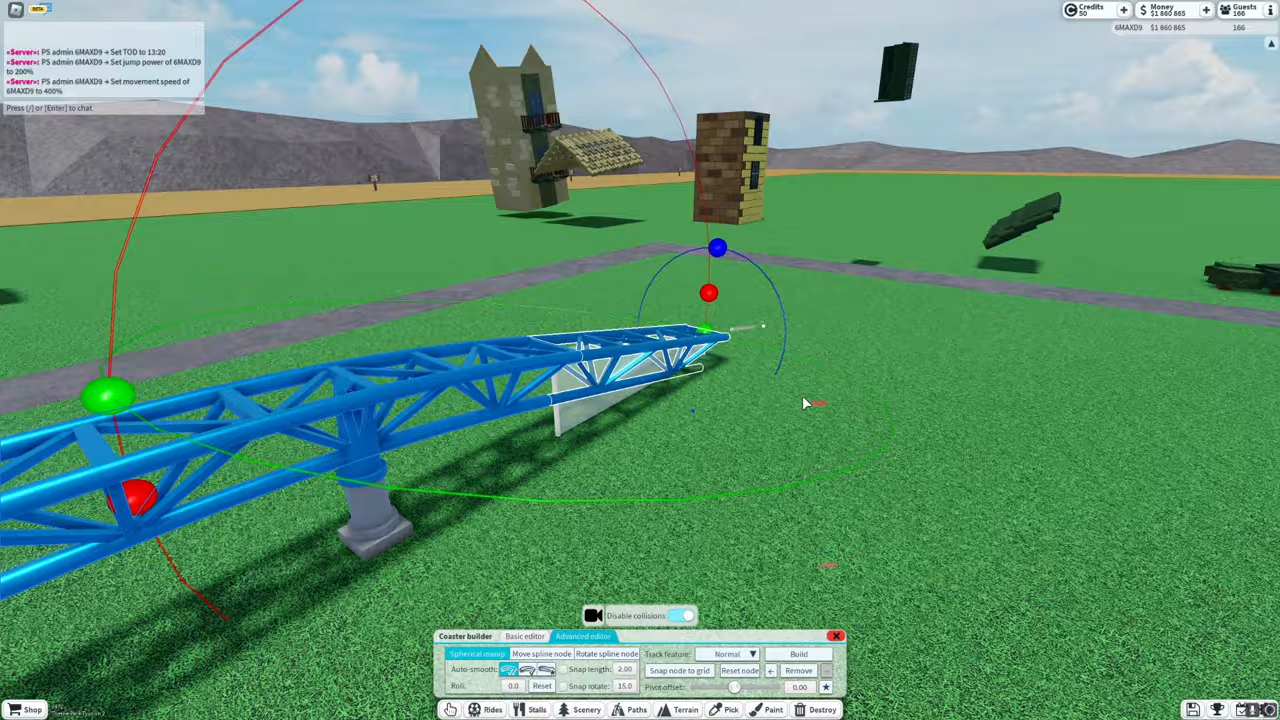 BETA
Credits
50
Money
$1 860 865
Guests
166
6MAXD9 $1 860 865 166
«Server»: PS admin 6MAXD9 → Set TOD to 13:20
«Server»: PS admin 6MAXD9 → Set jump power of 6MAXD9
to 200%
«Server»: PS admin 6MAXD9 → Set movement speed of
6MAXD9 to 400%
Press [/] or [Enter] to chat
Disable collisions
Coaster builder Basic editor Advanced editor
Spherical manip Move spline node Rotate spline node Track feature: Normal Build
Auto-smooth: Snap length: 2.00 Snap node to grid Reset node Remove
Roll: 0.0 Reset Snap rotate: 15.0 Pivot offset: 0.00
Shop Rides Stalls Scenery Paths Terrain Pick Paint Destroy